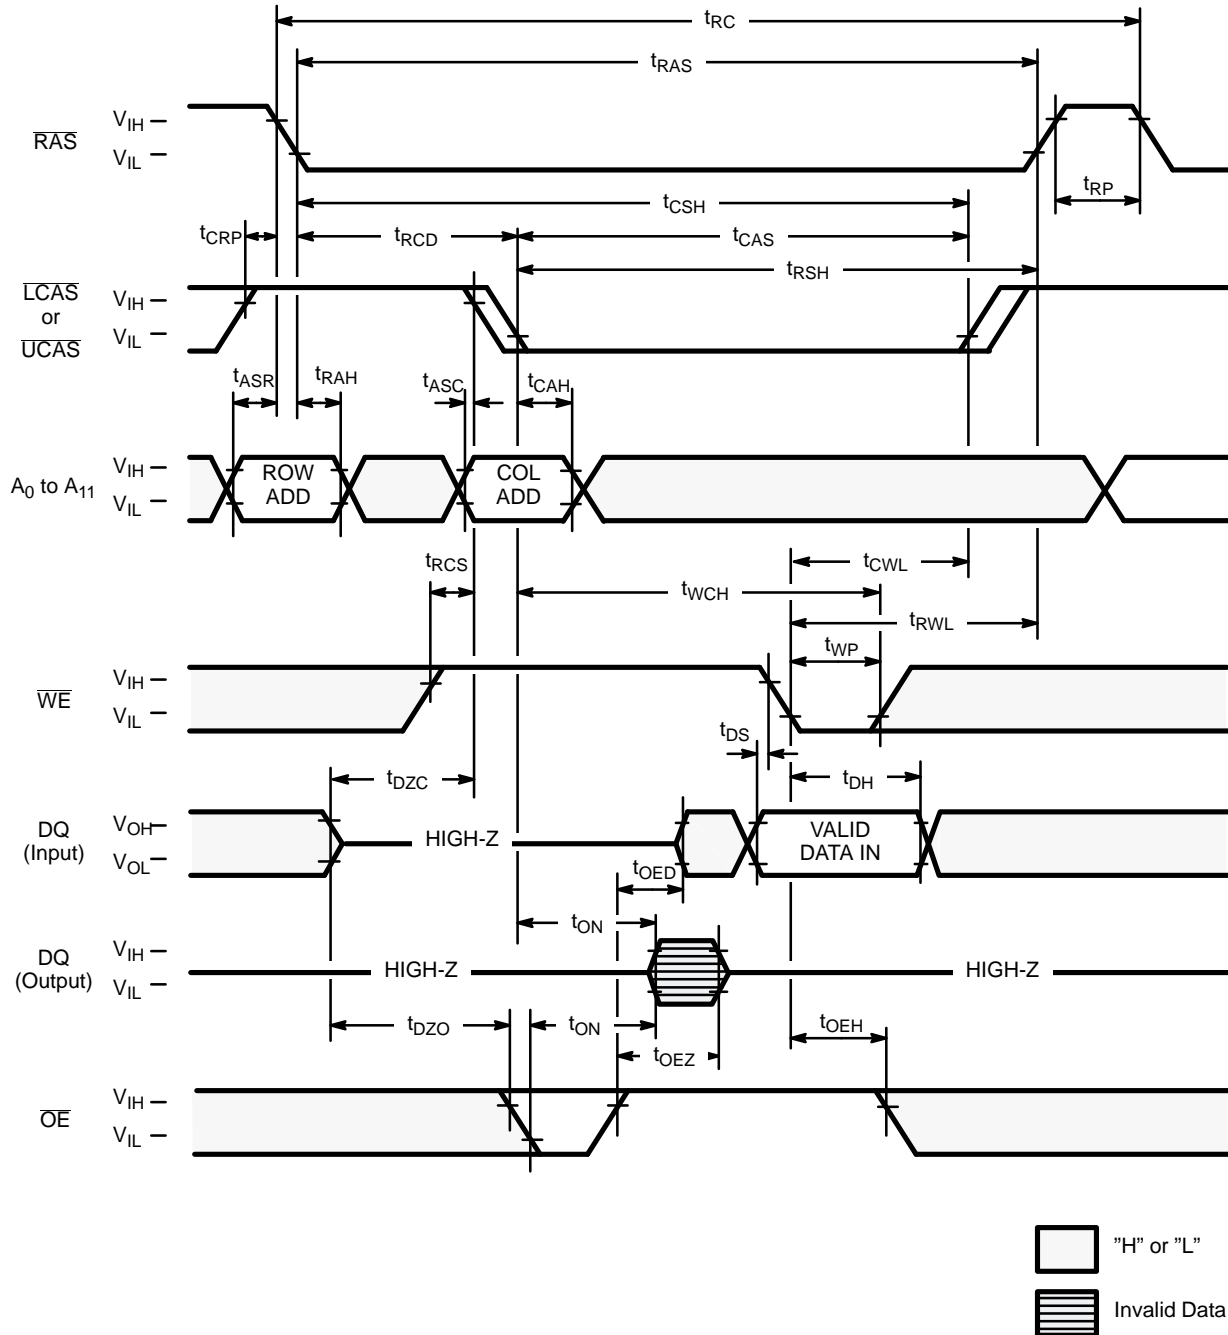 tRC
tRAS
RAS
VIH
VIL
tRP
tCSH
tCRP
tRCD
tCAS
tRSH
LCAS
or
UCAS
VIH
VIL
tASR
tRAH
tASC
tCAH
A0 to A11
VIH
VIL
ROW
ADD
COL
ADD
tRCS
tCWL
tWCH
tRWL
tWP
WE
VIH
VIL
tDS
tDZC
tDH
DQ
(Input)
VOH
VOL
HIGH-Z
VALID
DATA IN
tOED
tON
DQ
(Output)
VIH
VIL
HIGH-Z
HIGH-Z
tDZO
tON
tOEZ
tOEH
OE
VIH
VIL
”H” or ”L”
Invalid Data